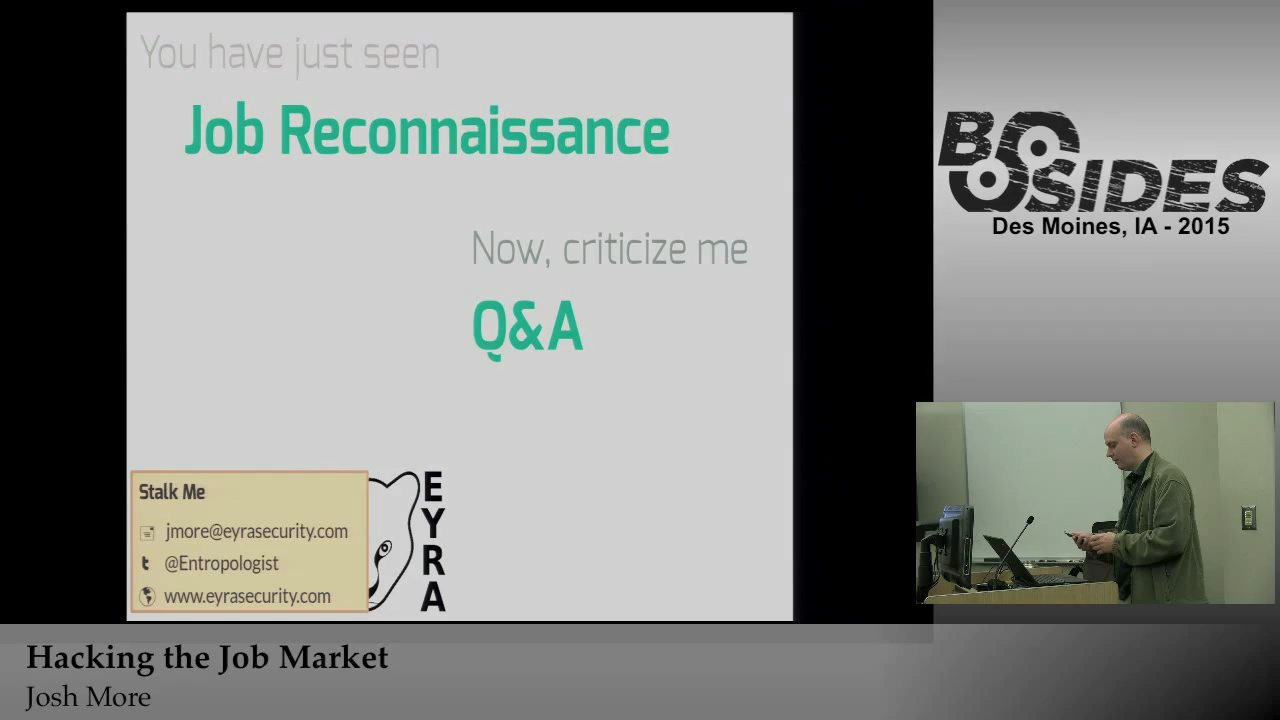 You have just seen
Job Reconnaissance
Now, criticize me
Q&A
Stalk Me
jmore@eyrasecurity.com
@Entropologist
www.eyrasecurity.com
E
Y
R
A
BSIDES
Des Moines, IA - 2015
Hacking the Job Market
Josh More